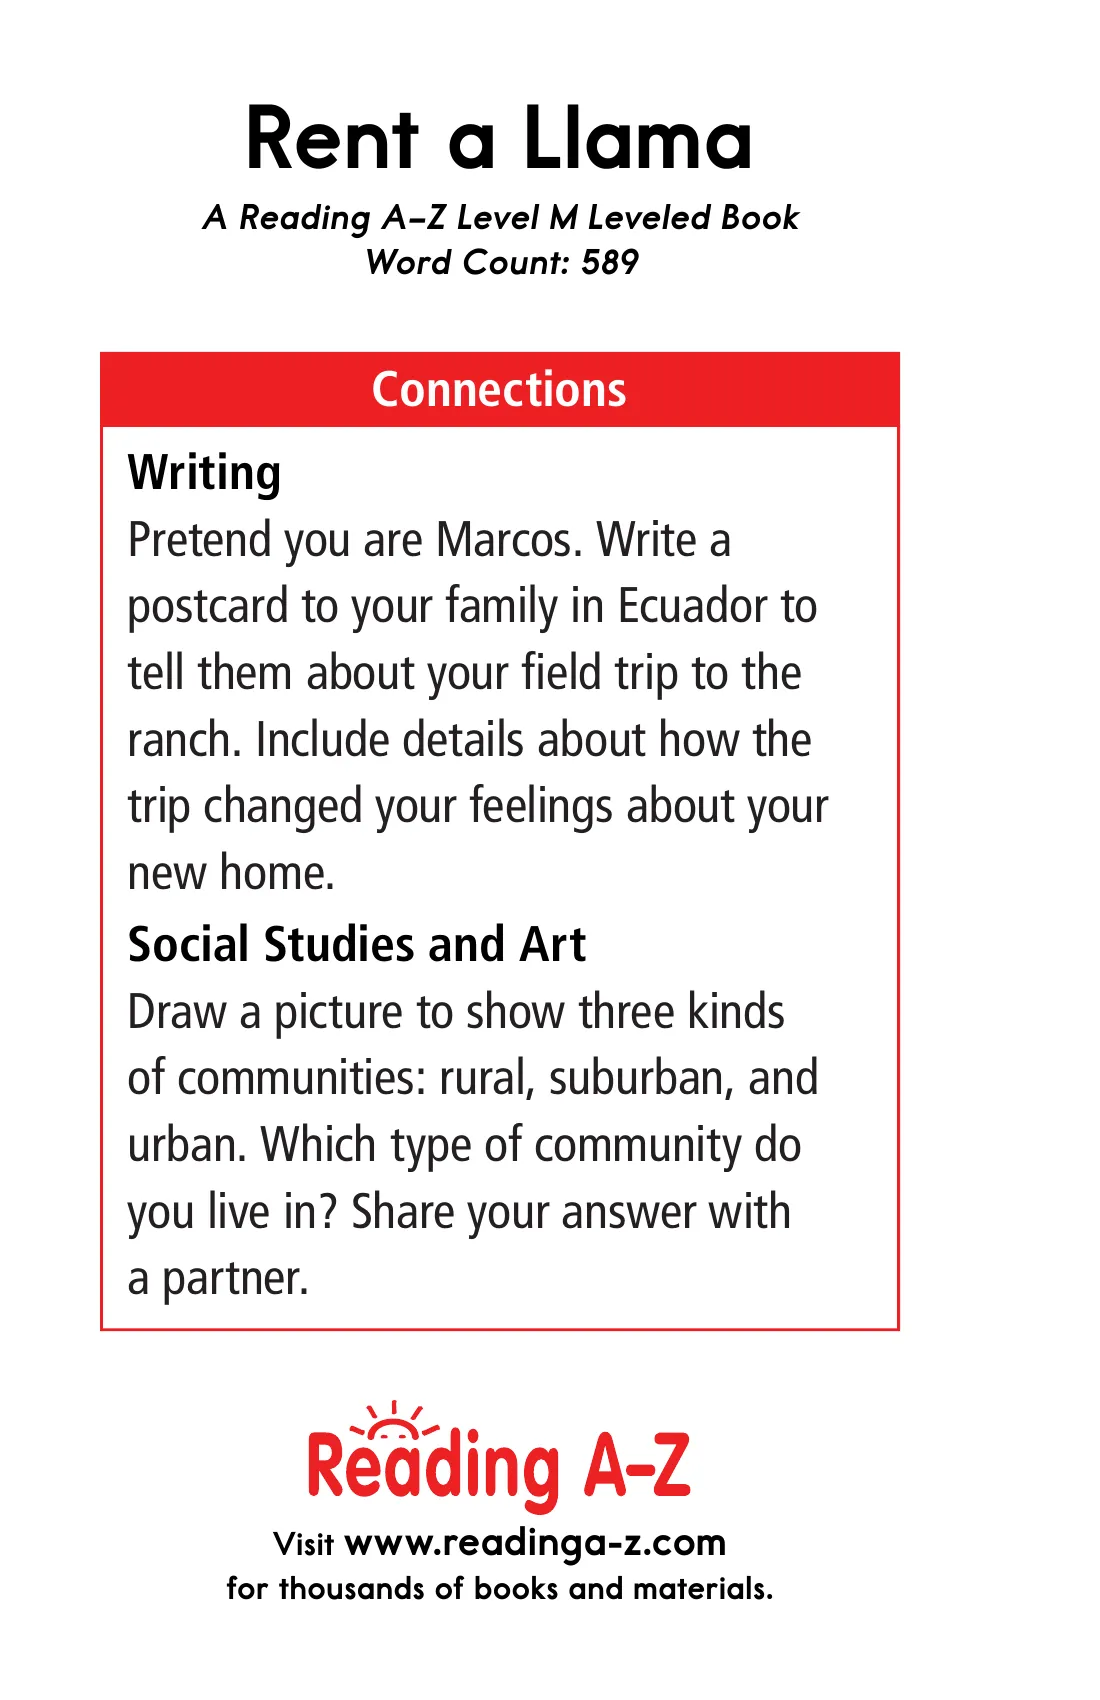 Rent a Llama
A Reading A–Z Level M Leveled Book
Word Count: 589
Connections
Writing
Pretend you are Marcos. Write a
postcard to your family in Ecuador to
tell them about your field trip to the
ranch. Include details about how the
trip changed your feelings about your
new home.
Social Studies and Art
Draw a picture to show three kinds
of communities: rural, suburban, and
urban. Which type of community do
you live in? Share your answer with
a partner.
Reading A–Z
Visit www.readinga-z.com
for thousands of books and materials.